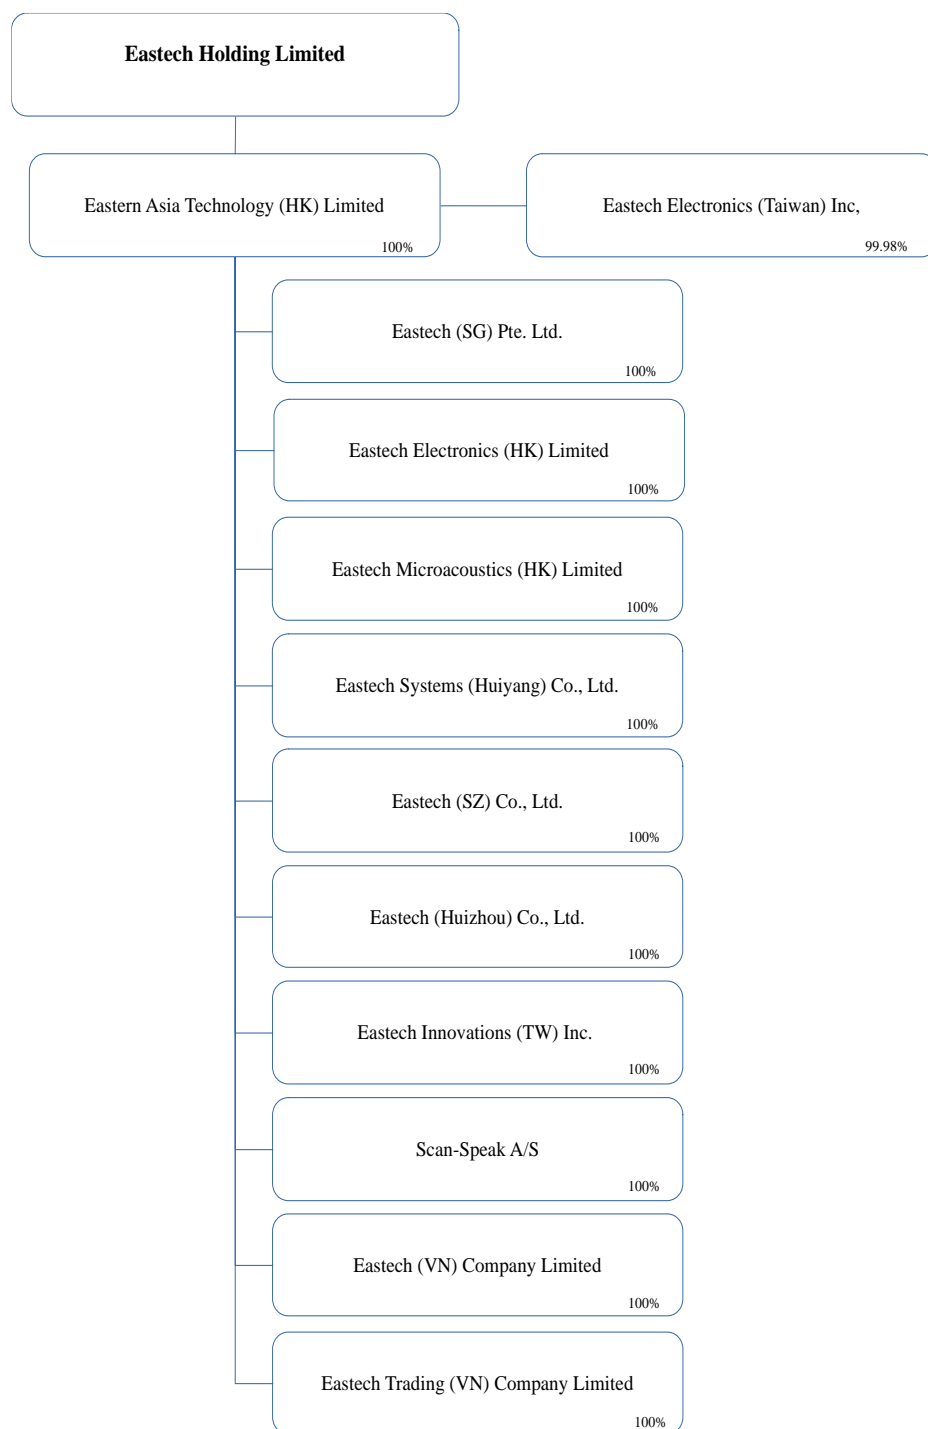 Eastech Holding Limited
Eastern Asia Technology (HK) Limited
100%
Eastech Electronics (Taiwan) Inc,
99.98%
Eastech (SG) Pte. Ltd.
100%
Eastech Electronics (HK) Limited
100%
Eastech Microacoustics (HK) Limited
100%
Eastech Systems (Huiyang) Co., Ltd.
100%
Eastech (SZ) Co., Ltd.
100%
Eastech (Huizhou) Co., Ltd.
100%
Eastech Innovations (TW) Inc.
100%
Scan-Speak A/S
100%
Eastech (VN) Company Limited
100%
Eastech Trading (VN) Company Limited
100%